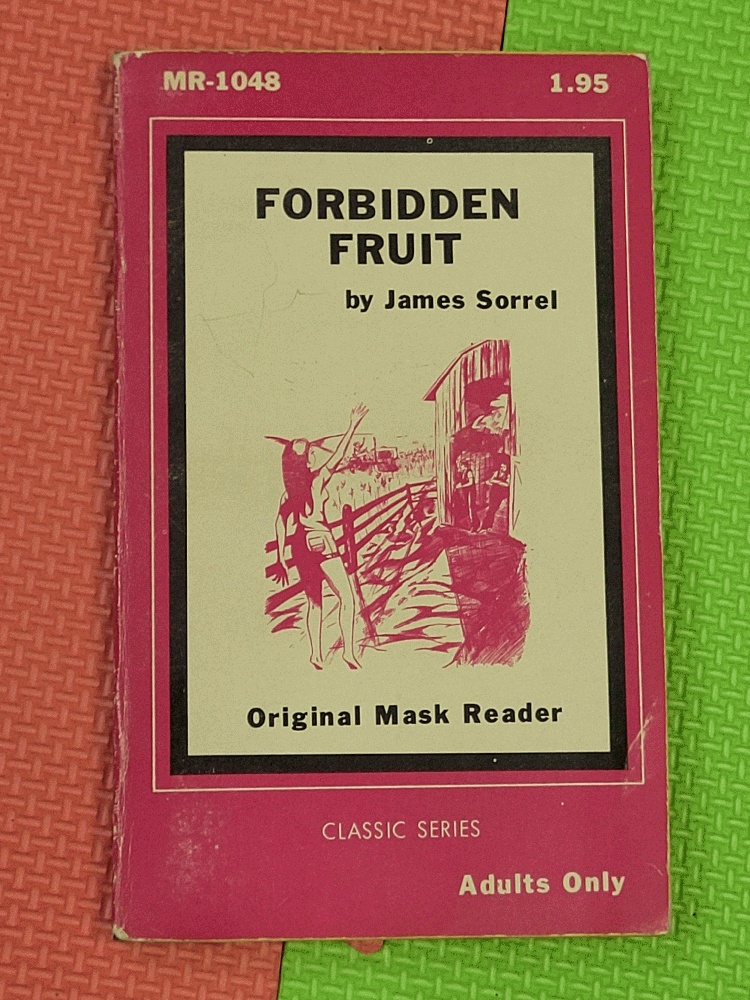 MR-1048 1.95
FORBIDDEN
FRUIT
by James Sorrel
Original Mask Reader
CLASSIC SERIES
Adults Only